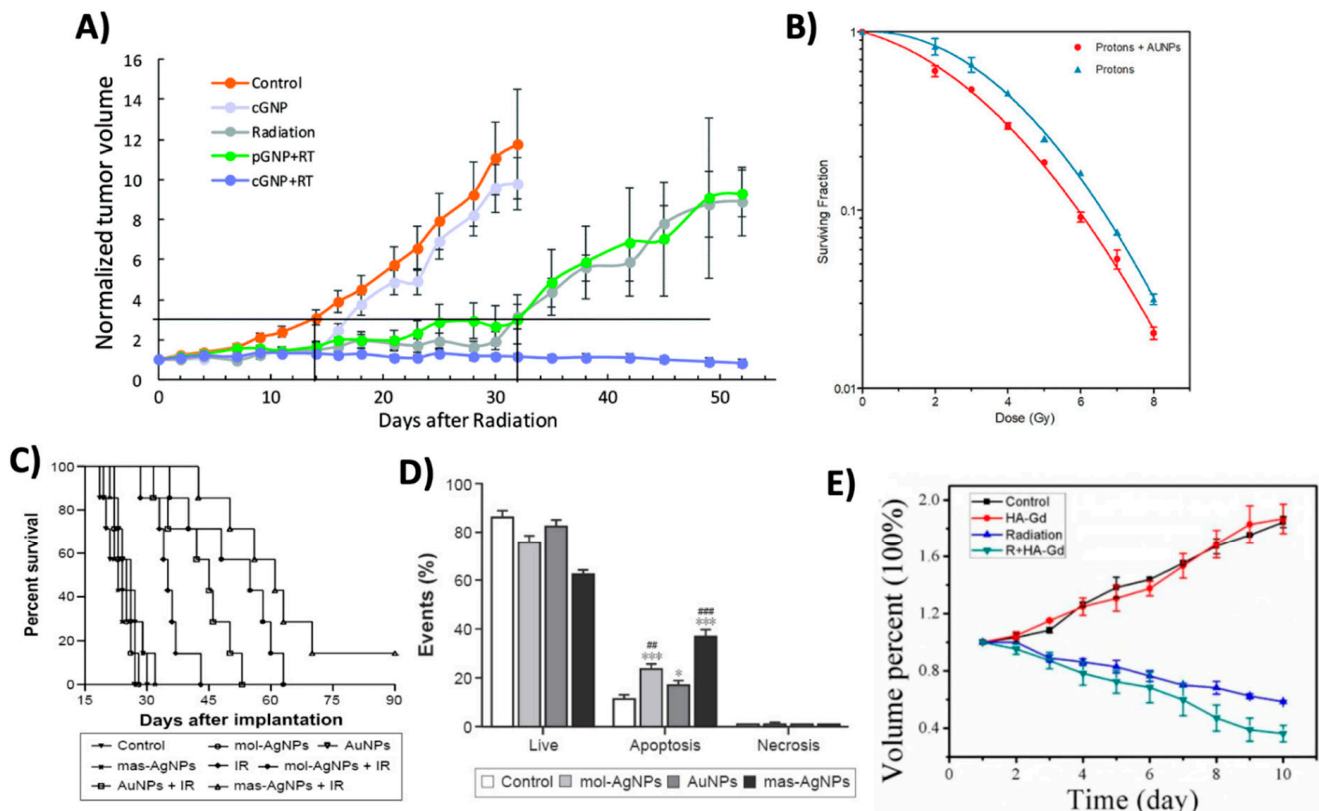 A)
16
14
12
10
8
6
4
2
0
Normalized tumor volume
Control
cGNP
Radiation
pGNP+RT
cGNP+RT
0 10 20 30 40 50
Days after Radiation
B)
1
0.1
0.01
Surviving Fraction
Protons + AUNPs
Protons
0 2 4 6 8
Dose (Gy)
C)
100
80
60
40
20
0
Percent survival
15 30 45 60 75 90
Days after implantation
Control mol-AgNPs AuNPs
mas-AgNPs IR mol-AgNPs + IR
AuNPs + IR mas-AgNPs + IR
D)
100
80
60
40
20
0
Events (%)
##
***
*
###
***
Live Apoptosis Necrosis
Control mol-AgNPs AuNPs mas-AgNPs
E)
2.0
1.6
1.2
0.8
0.4
Volume percent (100%)
Control
HA-Gd
Radiation
R+HA-Gd
0 2 4 6 8 10
Time (day)